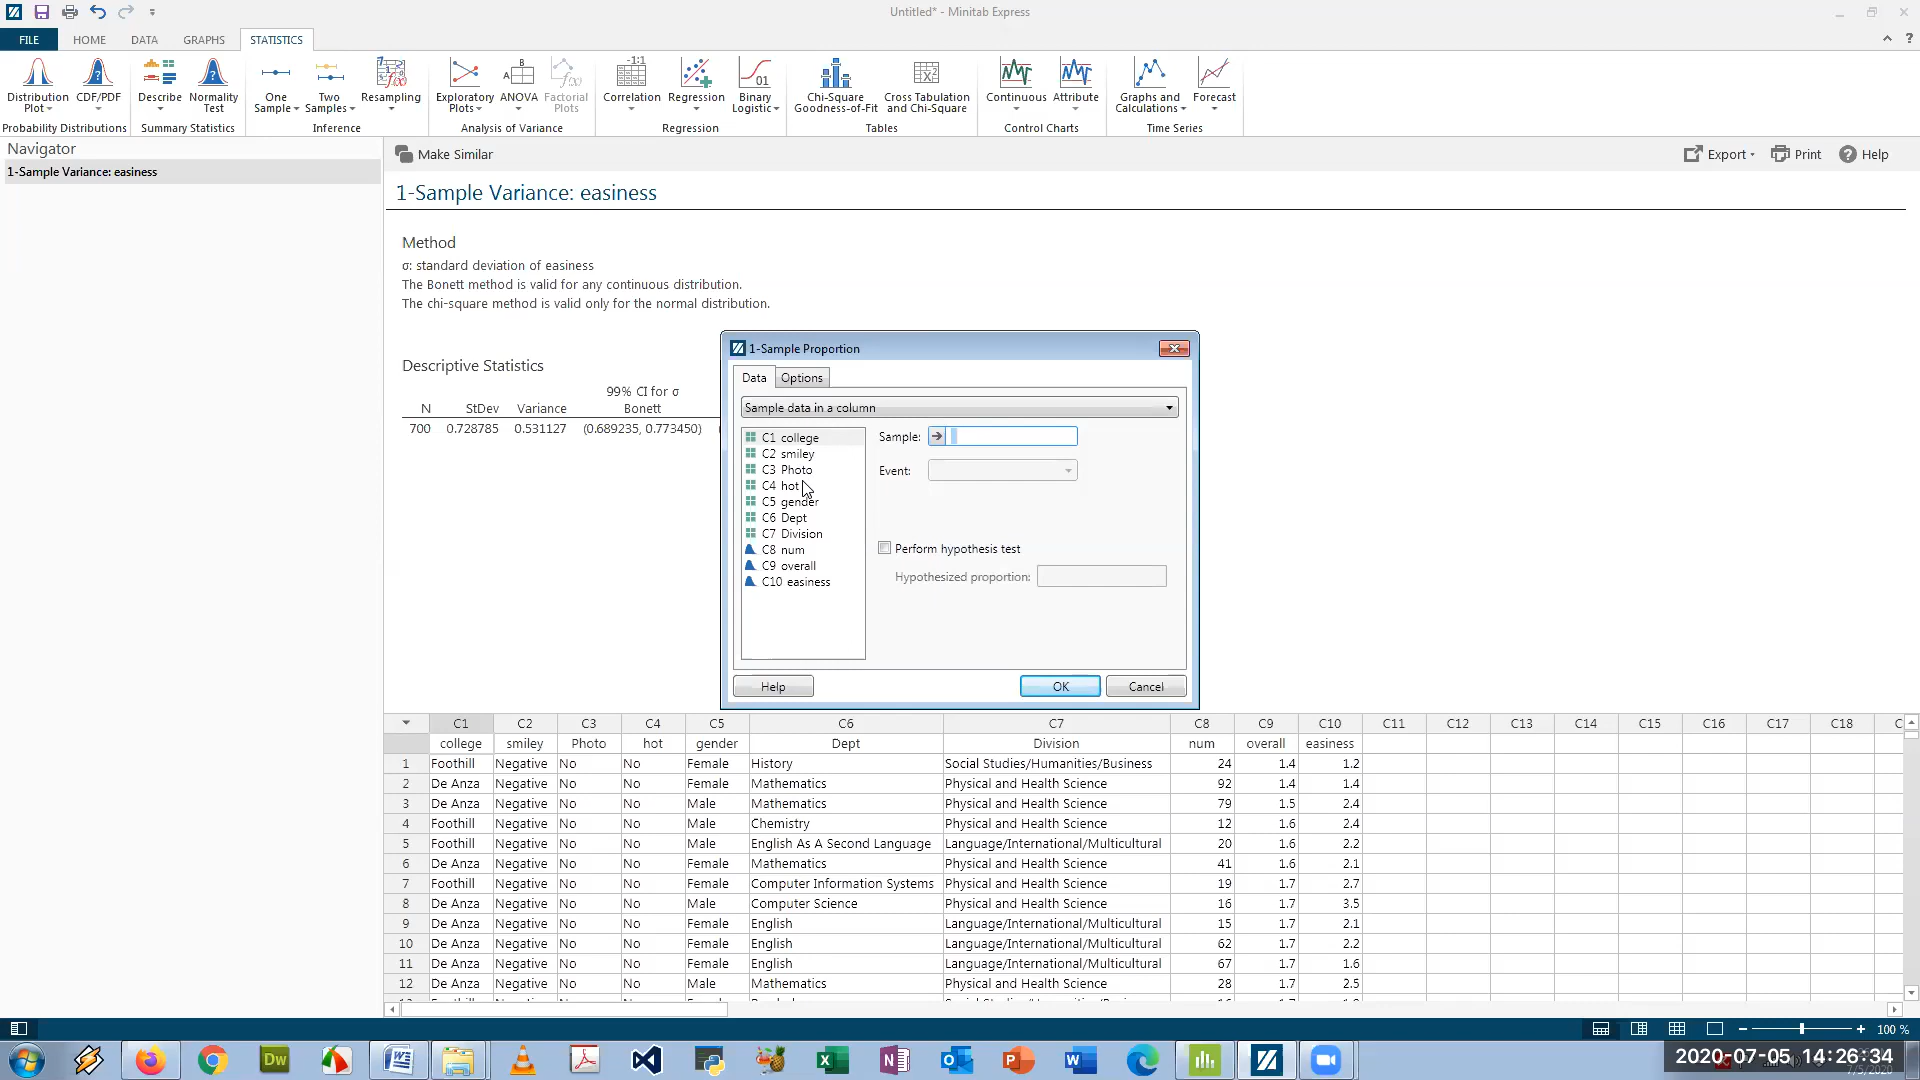 Untitled* - Minitab Express
FILE HOME DATA GRAPHS STATISTICS
Distribution Plot CDF/PDF Describe Normality Test One Sample Two Samples Resampling Exploratory Plots ANOVA Factorial Plots Correlation Regression Binary Logistic Chi-Square Goodness-of-Fit Cross Tabulation and Chi-Square Continuous Attribute Graphs and Calculations Forecast
Probability Distributions Summary Statistics Inference Analysis of Variance Regression Tables Control Charts Time Series
Navigator
1-Sample Variance: easiness
Make Similar
Export Print Help
1-Sample Variance: easiness
Method
σ: standard deviation of easiness
The Bonett method is valid for any continuous distribution.
The chi-square method is valid only for the normal distribution.
Descriptive Statistics
99% CI for σ
N StDev Variance Bonett
700 0.728785 0.531127 (0.689235, 0.773450)
1-Sample Proportion
Data Options
Sample data in a column
C1 college
C2 smiley
C3 Photo
C4 hot
C5 gender
C6 Dept
C7 Division
C8 num
C9 overall
C10 easiness
Sample:
Event:
Perform hypothesis test
Hypothesized proportion:
Help OK Cancel
C1 C2 C3 C4 C5 C6 C7 C8 C9 C10 C11 C12 C13 C14 C15 C16 C17 C18
college smiley Photo hot gender Dept Division num overall easiness
1 Foothill Negative No No Female History Social Studies/Humanities/Business 24 1.4 1.2
2 De Anza Negative No No Female Mathematics Physical and Health Science 92 1.4 1.4
3 De Anza Negative No No Male Mathematics Physical and Health Science 79 1.5 2.4
4 Foothill Negative No No Male Chemistry Physical and Health Science 12 1.6 2.4
5 Foothill Negative No No Male English As A Second Language Language/International/Multicultural 20 1.6 2.2
6 De Anza Negative No No Female Mathematics Physical and Health Science 41 1.6 2.1
7 Foothill Negative No No Female Computer Information Systems Physical and Health Science 19 1.7 2.7
8 De Anza Negative No No Male Computer Science Physical and Health Science 16 1.7 3.5
9 De Anza Negative No No Female English Language/International/Multicultural 15 1.7 2.1
10 De Anza Negative No No Female English Language/International/Multicultural 62 1.7 2.2
11 De Anza Negative No No Female English Language/International/Multicultural 67 1.7 1.6
12 De Anza Negative No No Male Mathematics Physical and Health Science 28 1.7 2.5
100 %
2020-07-05 14:26:34
7/5/2020